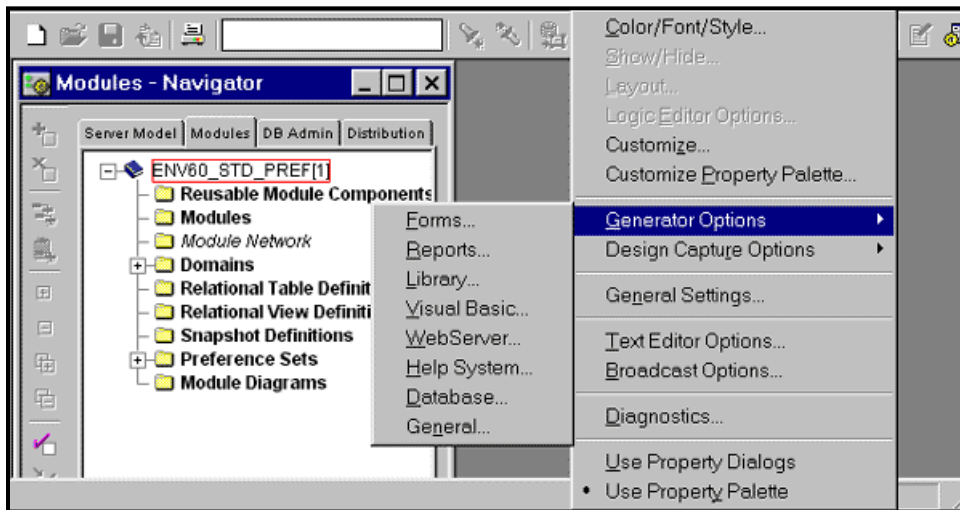 Modules - Navigator
Server Model Modules DB Admin Distribution
ENV60_STD_PREF[1]
Reusable Module Components
Modules
Module Network
Domains
Relational Table Definit
Relational View Definiti
Snapshot Definitions
Preference Sets
Module Diagrams
Forms...
Reports...
Library...
Visual Basic...
WebServer...
Help System...
Database...
General...
Color/Font/Style...
Show/Hide...
Layout...
Logic Editor Options...
Customize...
Customize Property Palette...
Generator Options
Design Capture Options
General Settings...
Text Editor Options...
Broadcast Options...
Diagnostics...
Use Property Dialogs
Use Property Palette